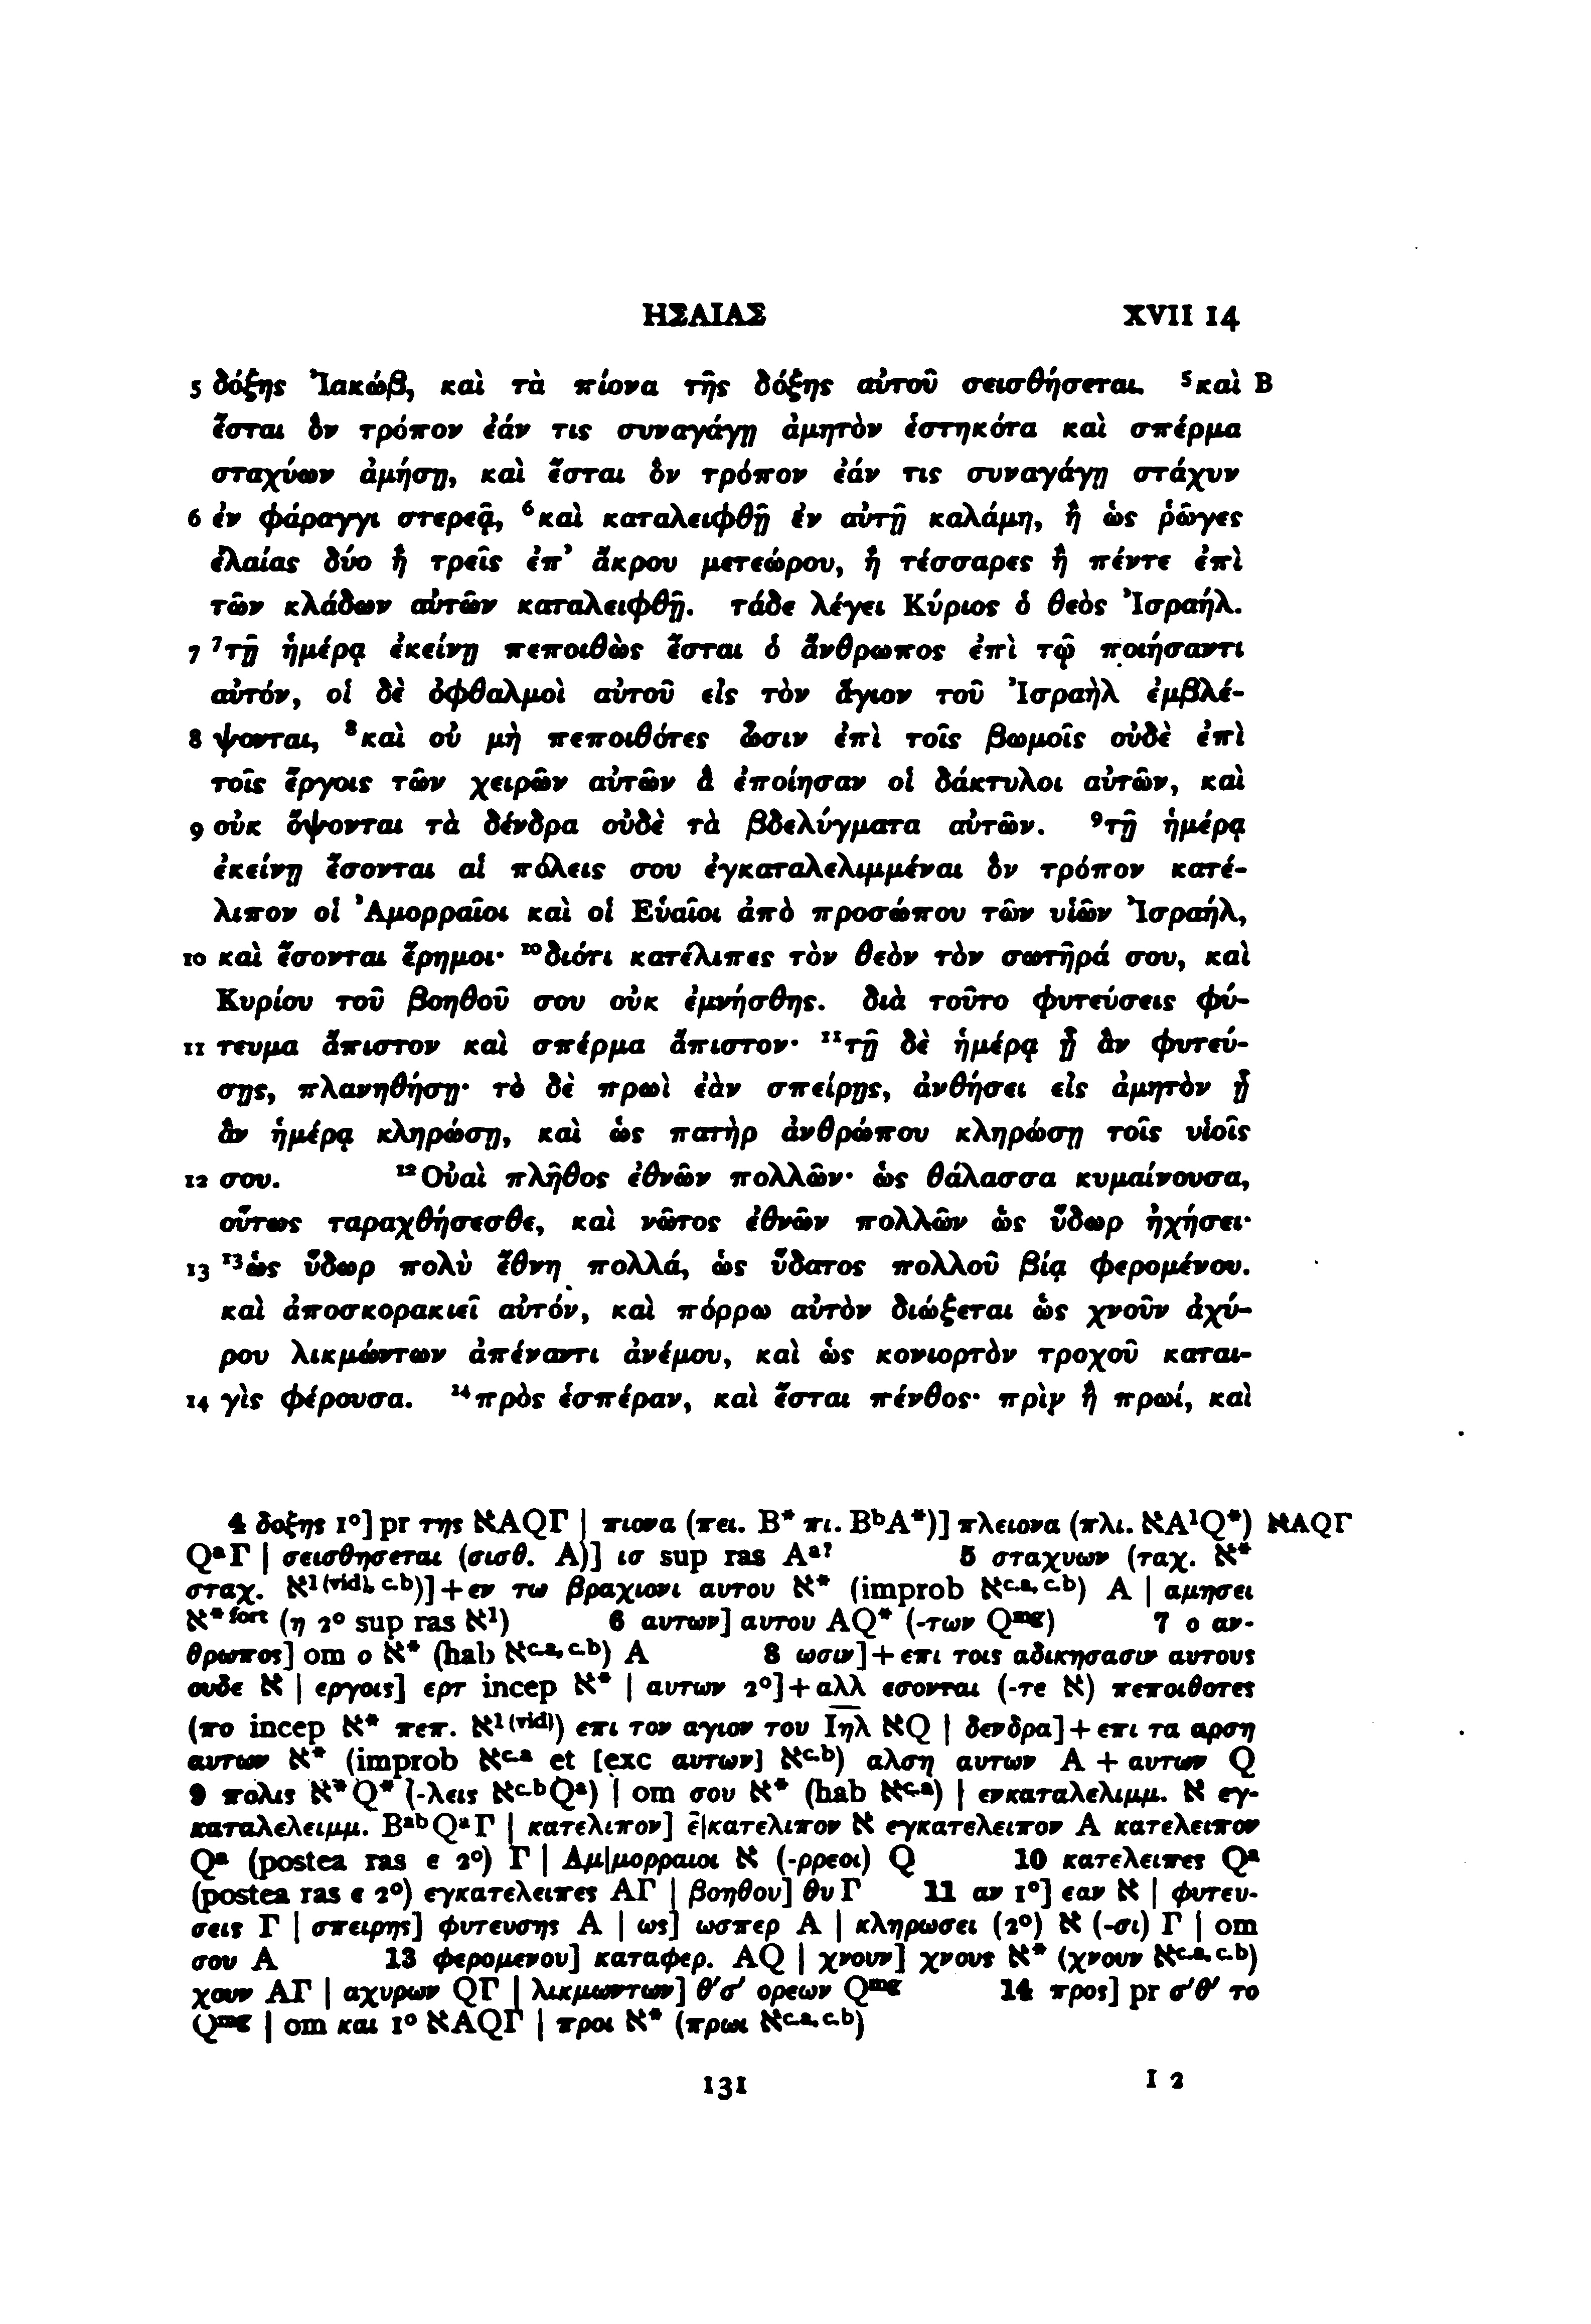 ΗΣΑΙΑΣ XVII 14
5 δόξης Ἰακώβ, καὶ τὰ πίονα τῆς δόξης αὐτοῦ σεισθήσεται. ⁵καὶ B
ἔσται ὃν τρόπον ἐάν τις συναγάγῃ ἀμητὸν ἑστηκότα καὶ σπέρμα
σταχύων ἀμήσῃ, καὶ ἔσται ὃν τρόπον ἐάν τις συναγάγῃ στάχυν
6 ἐν φάραγγι στερεᾷ, ⁶καὶ καταλειφθῇ ἐν αὐτῇ καλάμη, ἢ ὡς ῥῶγες
ἐλαίας δύο ἢ τρεῖς ἐπ’ ἄκρου μετεώρου, ἢ τέσσαρες ἢ πέντε ἐπὶ
τῶν κλάδων αὐτῶν καταλειφθῇ. τάδε λέγει Κύριος ὁ θεὸς Ἰσραήλ.
7 ⁷τῇ ἡμέρᾳ ἐκείνῃ πεποιθὼς ἔσται ὁ ἄνθρωπος ἐπὶ τῷ ποιήσαντι
αὐτόν, οἱ δὲ ὀφθαλμοὶ αὐτοῦ εἰς τὸν ἅγιον τοῦ Ἰσραὴλ ἐμβλέ-
8 ψονται, ⁸καὶ οὐ μὴ πεποιθότες ὦσιν ἐπὶ τοῖς βωμοῖς οὐδὲ ἐπὶ
τοῖς ἔργοις τῶν χειρῶν αὐτῶν ἃ ἐποίησαν οἱ δάκτυλοι αὐτῶν, καὶ
9 οὐκ ὄψονται τὰ δένδρα οὐδὲ τὰ βδελύγματα αὐτῶν. ⁹τῇ ἡμέρᾳ
ἐκείνῃ ἔσονται αἱ πόλεις σου ἐγκαταλελιμμέναι ὃν τρόπον κατέ-
λιπον οἱ Ἀμορραῖοι καὶ οἱ Εὑαῖοι ἀπὸ προσώπου τῶν υἱῶν Ἰσραήλ,
10 καὶ ἔσονται ἔρημοι· ¹⁰διότι κατέλιπες τὸν θεὸν τὸν σωτῆρά σου, καὶ
Κυρίου τοῦ βοηθοῦ σου οὐκ ἐμνήσθης. διὰ τοῦτο φυτεύσεις φύ-
11 τευμα ἄπιστον καὶ σπέρμα ἄπιστον· ¹¹τῇ δὲ ἡμέρᾳ ᾗ ἂν φυτεύ-
σῃς, πλανηθήσῃ· τὸ δὲ πρωὶ ἐὰν σπείρῃς, ἀνθήσει εἰς ἀμητὸν ᾗ
ἂν ἡμέρᾳ κληρώσῃ, καὶ ὡς πατὴρ ἀνθρώπου κληρώσῃ τοῖς υἱοῖς
12 σου. ¹²Οὐαὶ πλῆθος ἐθνῶν πολλῶν· ὡς θάλασσα κυμαίνουσα,
οὕτως ταραχθήσεσθε, καὶ νῶτος ἐθνῶν πολλῶν ὡς ὕδωρ ἠχήσει·
13 ¹³ὡς ὕδωρ πολὺ ἔθνη πολλά, ὡς ὕδατος πολλοῦ βίᾳ φερομένου.
καὶ ἀποσκορακιεῖ αὐτόν, καὶ πόρρω αὐτὸν διώξεται ὡς χνοῦν ἀχύ-
ρου λικμώντων ἀπέναντι ἀνέμου, καὶ ὡς κονιορτὸν τροχοῦ καται-
14 γὶς φέρουσα. ¹⁴πρὸς ἑσπέραν, καὶ ἔσται πένθος· πρὶν ἢ πρωί, καὶ
4 δοξης 1°] pr της אAQΓ | πιονα (πει. B* πι. BᵇA*)] πλειονα (πλι. אA¹Q*) אAQΓ
QᵃΓ | σεισθησεται (σισθ. A)] ισ sup ras Aᵃ? 5 σταχυων (ταχ. א*
σταχ. א¹⁽ᵛⁱᵈ⁾, ᶜ·ᵇ)] + εν τω βραχιονι αυτου א* (improb אᶜ·ᵃ, ᶜ·ᵇ) A | αμησει
א* ᶠᵒʳᵗ (η 2° sup ras א¹) 6 αυτων] αυτου AQ* (-των Qᵐᵍ) 7 ο αν-
θρωπος] om ο א* (hab אᶜ·ᵃ, ᶜ·ᵇ) A 8 ωσιν] + επι τοις αδικησασιν αυτους
ουδε א | εργοις] ερτ incep א* | αυτων 2°] + αλλ εσονται (-τε א) πεποιθοτες
(πο incep א* πεπ. א¹⁽ᵛⁱᵈ⁾) επι τον αγιον του Ιηλ אQ | δενδρα] + επι τα αρση
αυτων א* (improb אᶜ·ᵃ et [exc αυτων] אᶜ·ᵇ) αλση αυτων A + αυτων Q
9 πολις א*Q* (-λεις אᶜ·ᵇQᵃ) | om σου א* (hab אᶜ·ᵃ) | ενκαταλελιμμ. א εγ-
καταλελειμμ. BᵃᵇQᵃΓ | κατελιπον] ε̄|κατελιπον א εγκατελειπον A κατελειπον
Qᵃ (postea ras ε 2°) Γ | Αμ|μορραιοι א (-ρρεοι) Q 10 κατελειπες Qᵃ
(postea ras ε 2°) εγκατελειπες AΓ | βοηθου] θυ Γ 11 αν 1°] εαν א | φυτευ-
σεις Γ | σπειρης] φυτευσης A | ως] ωσπερ A | κληρωσει (2°) א (-σι) Γ | om
σου A 13 φερομενου] καταφερ. AQ | χνουν] χνους א* (χνουν אᶜ·ᵃ, ᶜ·ᵇ)
χουν AΓ | αχυρων QΓ | λικμωντων] θ′σ′ ορεων Qᵐᵍ 14 προς] pr σ′θ′ το
Qᵐᵍ | om και 1° אAQΓ | προι א* (πρωι אᶜ·ᵃ, ᶜ·ᵇ)
131 I 2